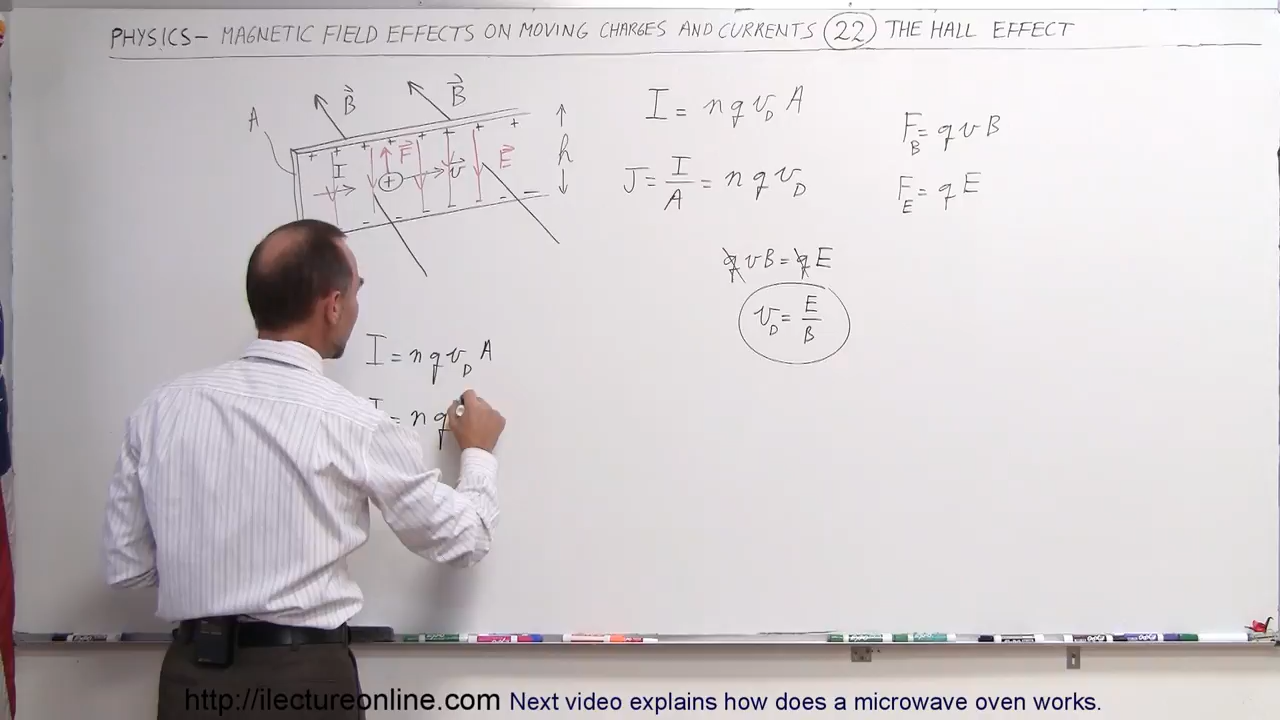 PHYSICS- MAGNETIC FIELD EFFECTS ON MOVING CHARGES AND CURRENTS 22 THE HALL EFFECT
A
B⃗
B⃗
h
I
F⃗
v⃗
E⃗
I = n q v_D A
J = I/A = n q v_D
F_B = q v B
F_E = q E
q v B = q E
v_D = E/B
I = n q v_D A
I = n q
http://ilectureonline.com Next video explains how does a microwave oven works.